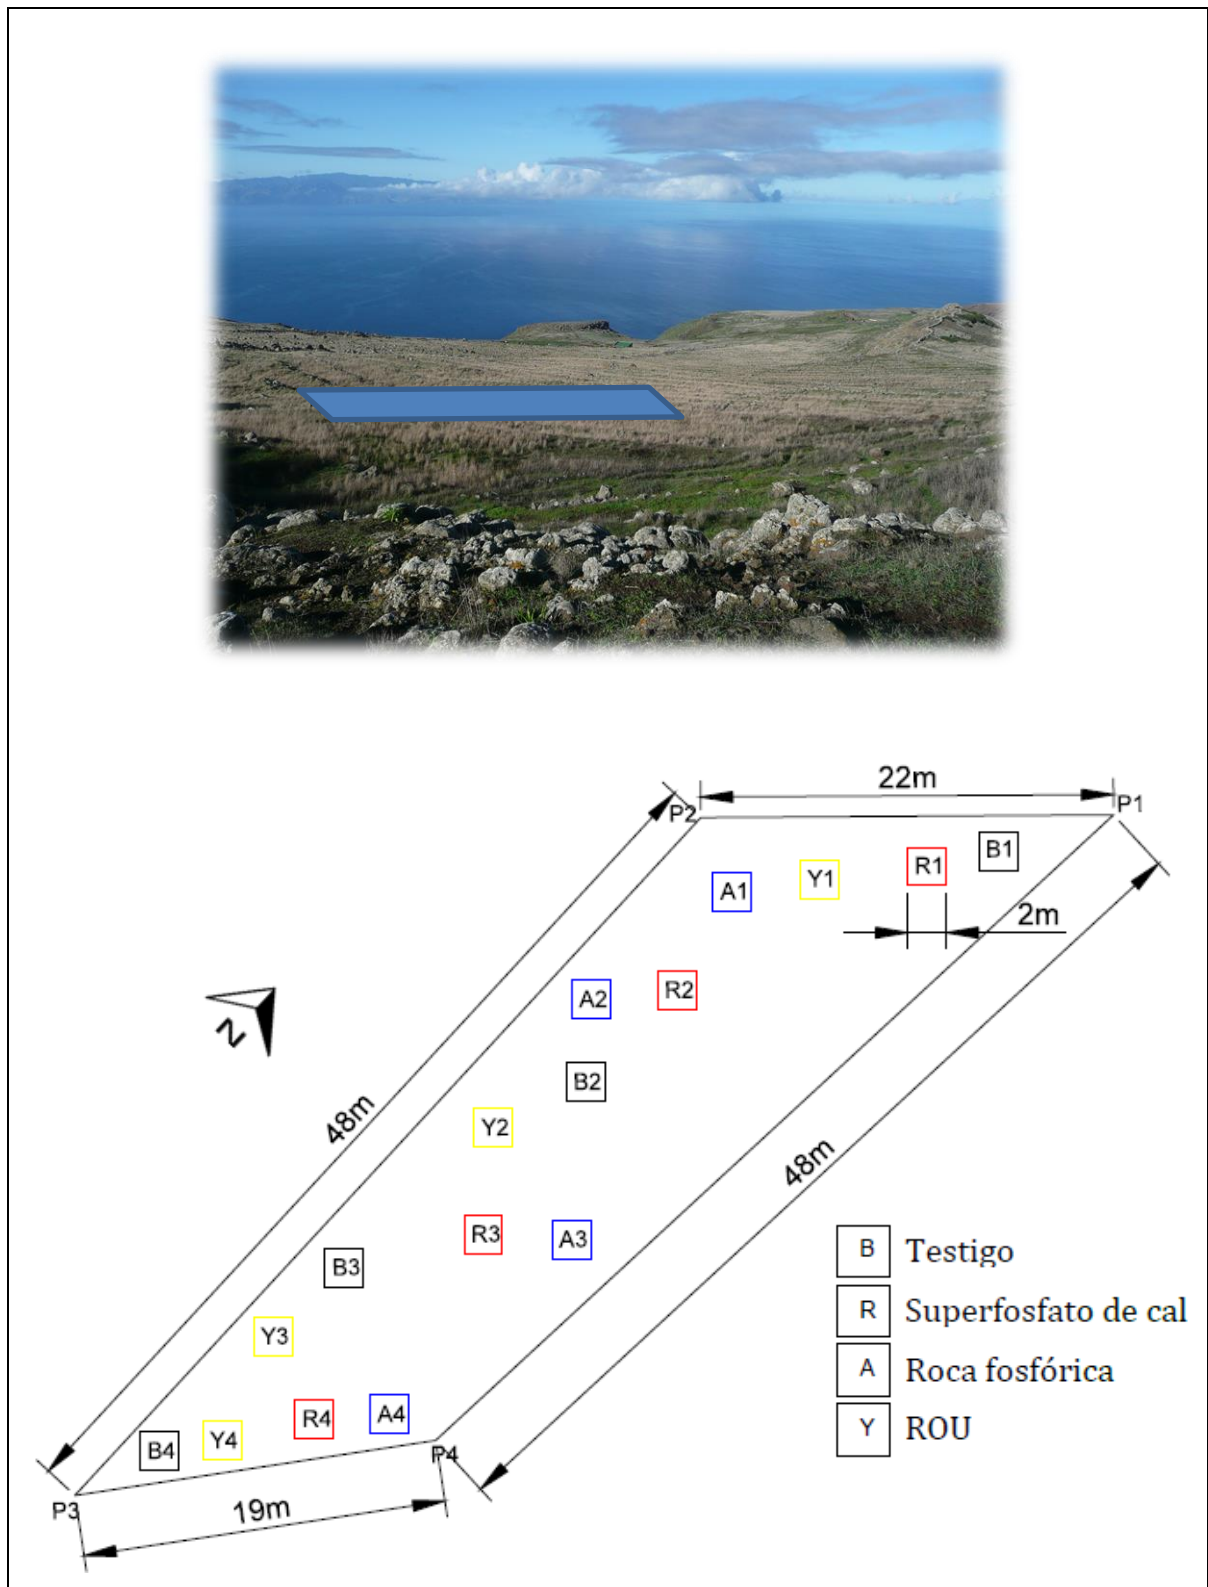 22m
P2
P1
A1
Y1
R1
B1
2m
A2
R2
B2
N
48m
Y2
48m
R3
A3
B3
Y3
R4
A4
B4
Y4
P4
P3
19m
B Testigo
R Superfosfato de cal
A Roca fosfórica
Y ROU